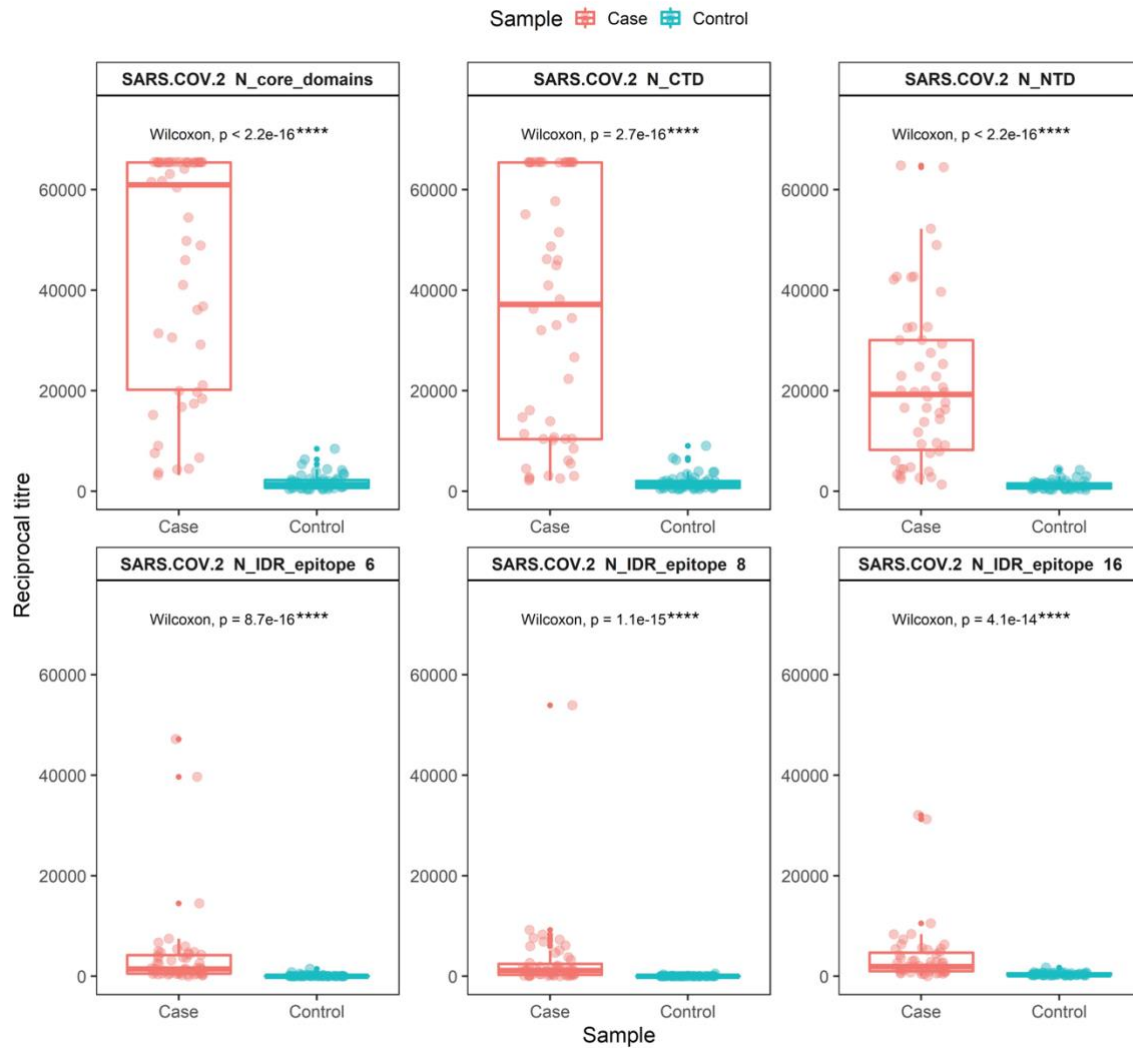 Sample Case Control
SARS.COV.2 N_core_domains
Wilcoxon, p < 2.2e-16****
60000
40000
20000
0
Case Control
SARS.COV.2 N_CTD
Wilcoxon, p = 2.7e-16****
60000
40000
20000
0
Case Control
SARS.COV.2 N_NTD
Wilcoxon, p < 2.2e-16****
60000
40000
20000
0
Case Control
Reciprocal titre
SARS.COV.2 N_IDR_epitope 6
Wilcoxon, p = 8.7e-16****
60000
40000
20000
0
Case Control
SARS.COV.2 N_IDR_epitope 8
Wilcoxon, p = 1.1e-15****
60000
40000
20000
0
Case Control
SARS.COV.2 N_IDR_epitope 16
Wilcoxon, p = 4.1e-14****
60000
40000
20000
0
Case Control
Sample